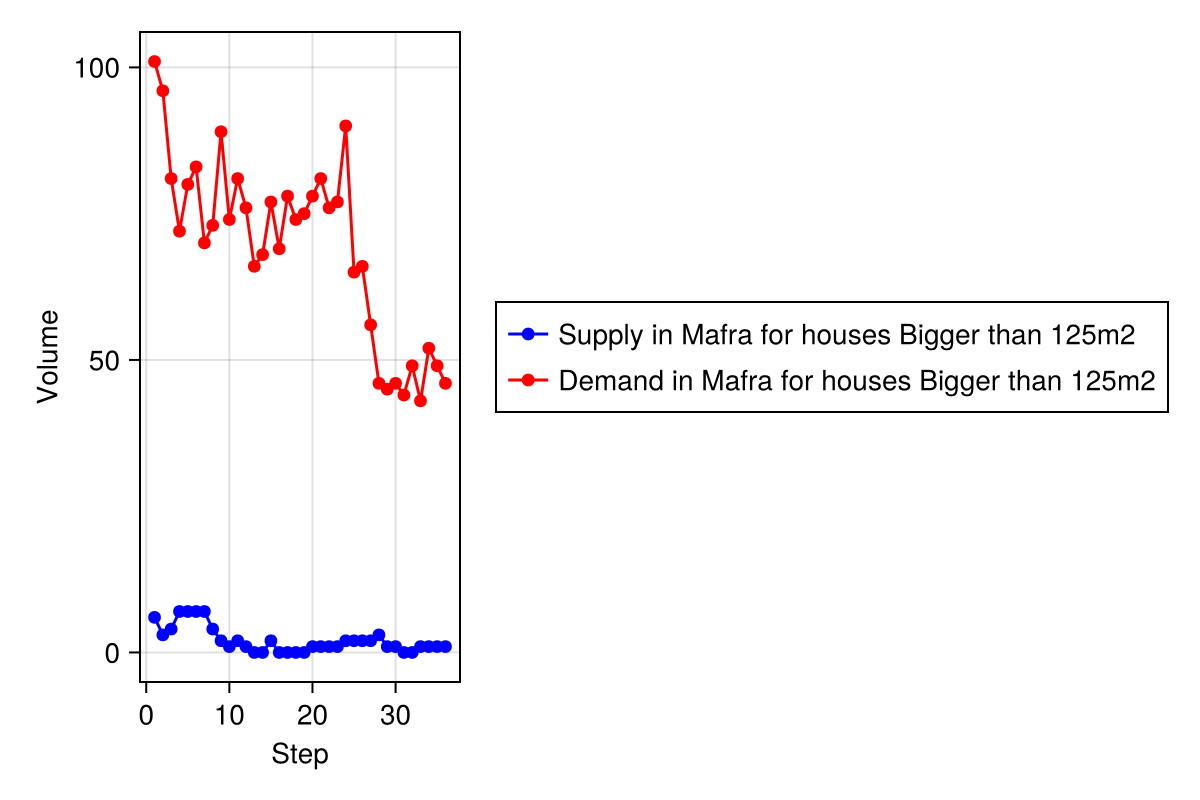 100
50
0
Volume
0 10 20 30
Step
Supply in Mafra for houses Bigger than 125m2
Demand in Mafra for houses Bigger than 125m2